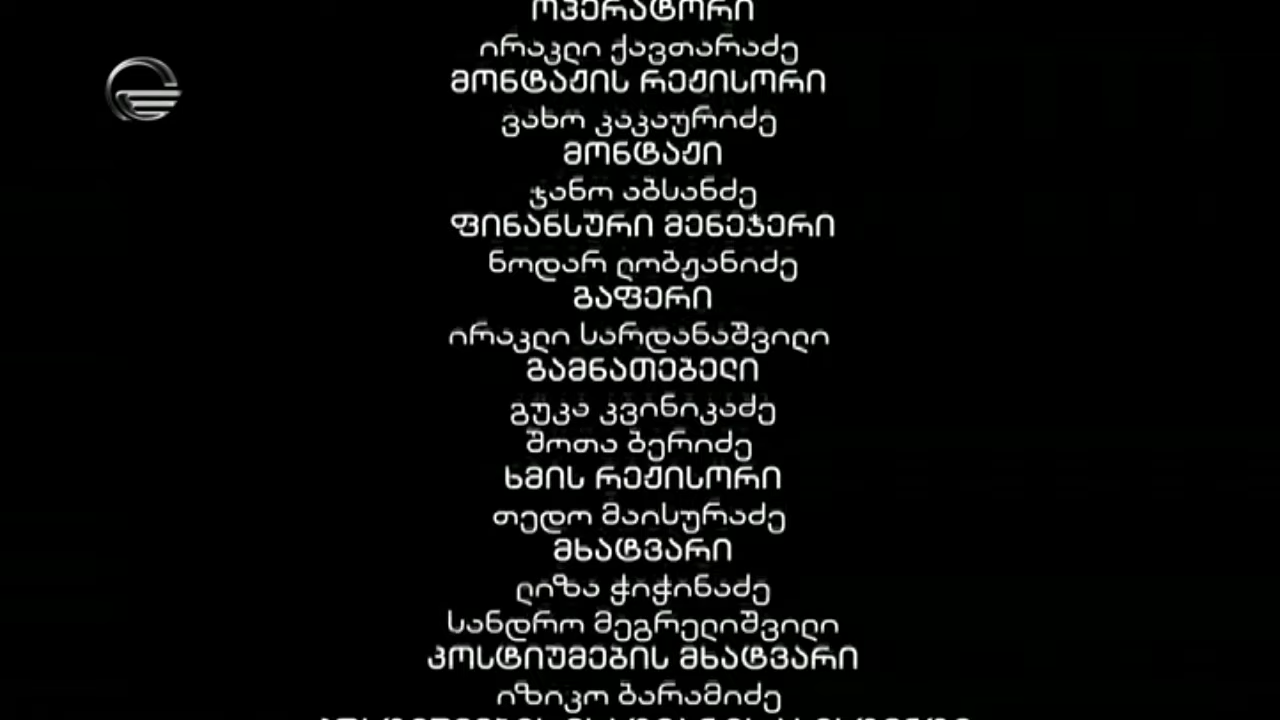 ოპერატორი
ირაკლი ქავთარაძე
მონტაჟის რეჟისორი
ვახო კაკაურიძე
მონტაჟი
ჯანო აბსანძე
ფინანსური მენეჯერი
ნოდარ ლობჟანიძე
გაფერი
ირაკლი სარდანაშვილი
გამნათებელი
გუკა კვინიკაძე
შოთა ბერიძე
ხმის რეჟისორი
თედო მაისურაძე
მხატვარი
ლიზა ჭიჭინაძე
სანდრო მეგრელიშვილი
კოსტიუმების მხატვარი
იზიკო ბარამიძე